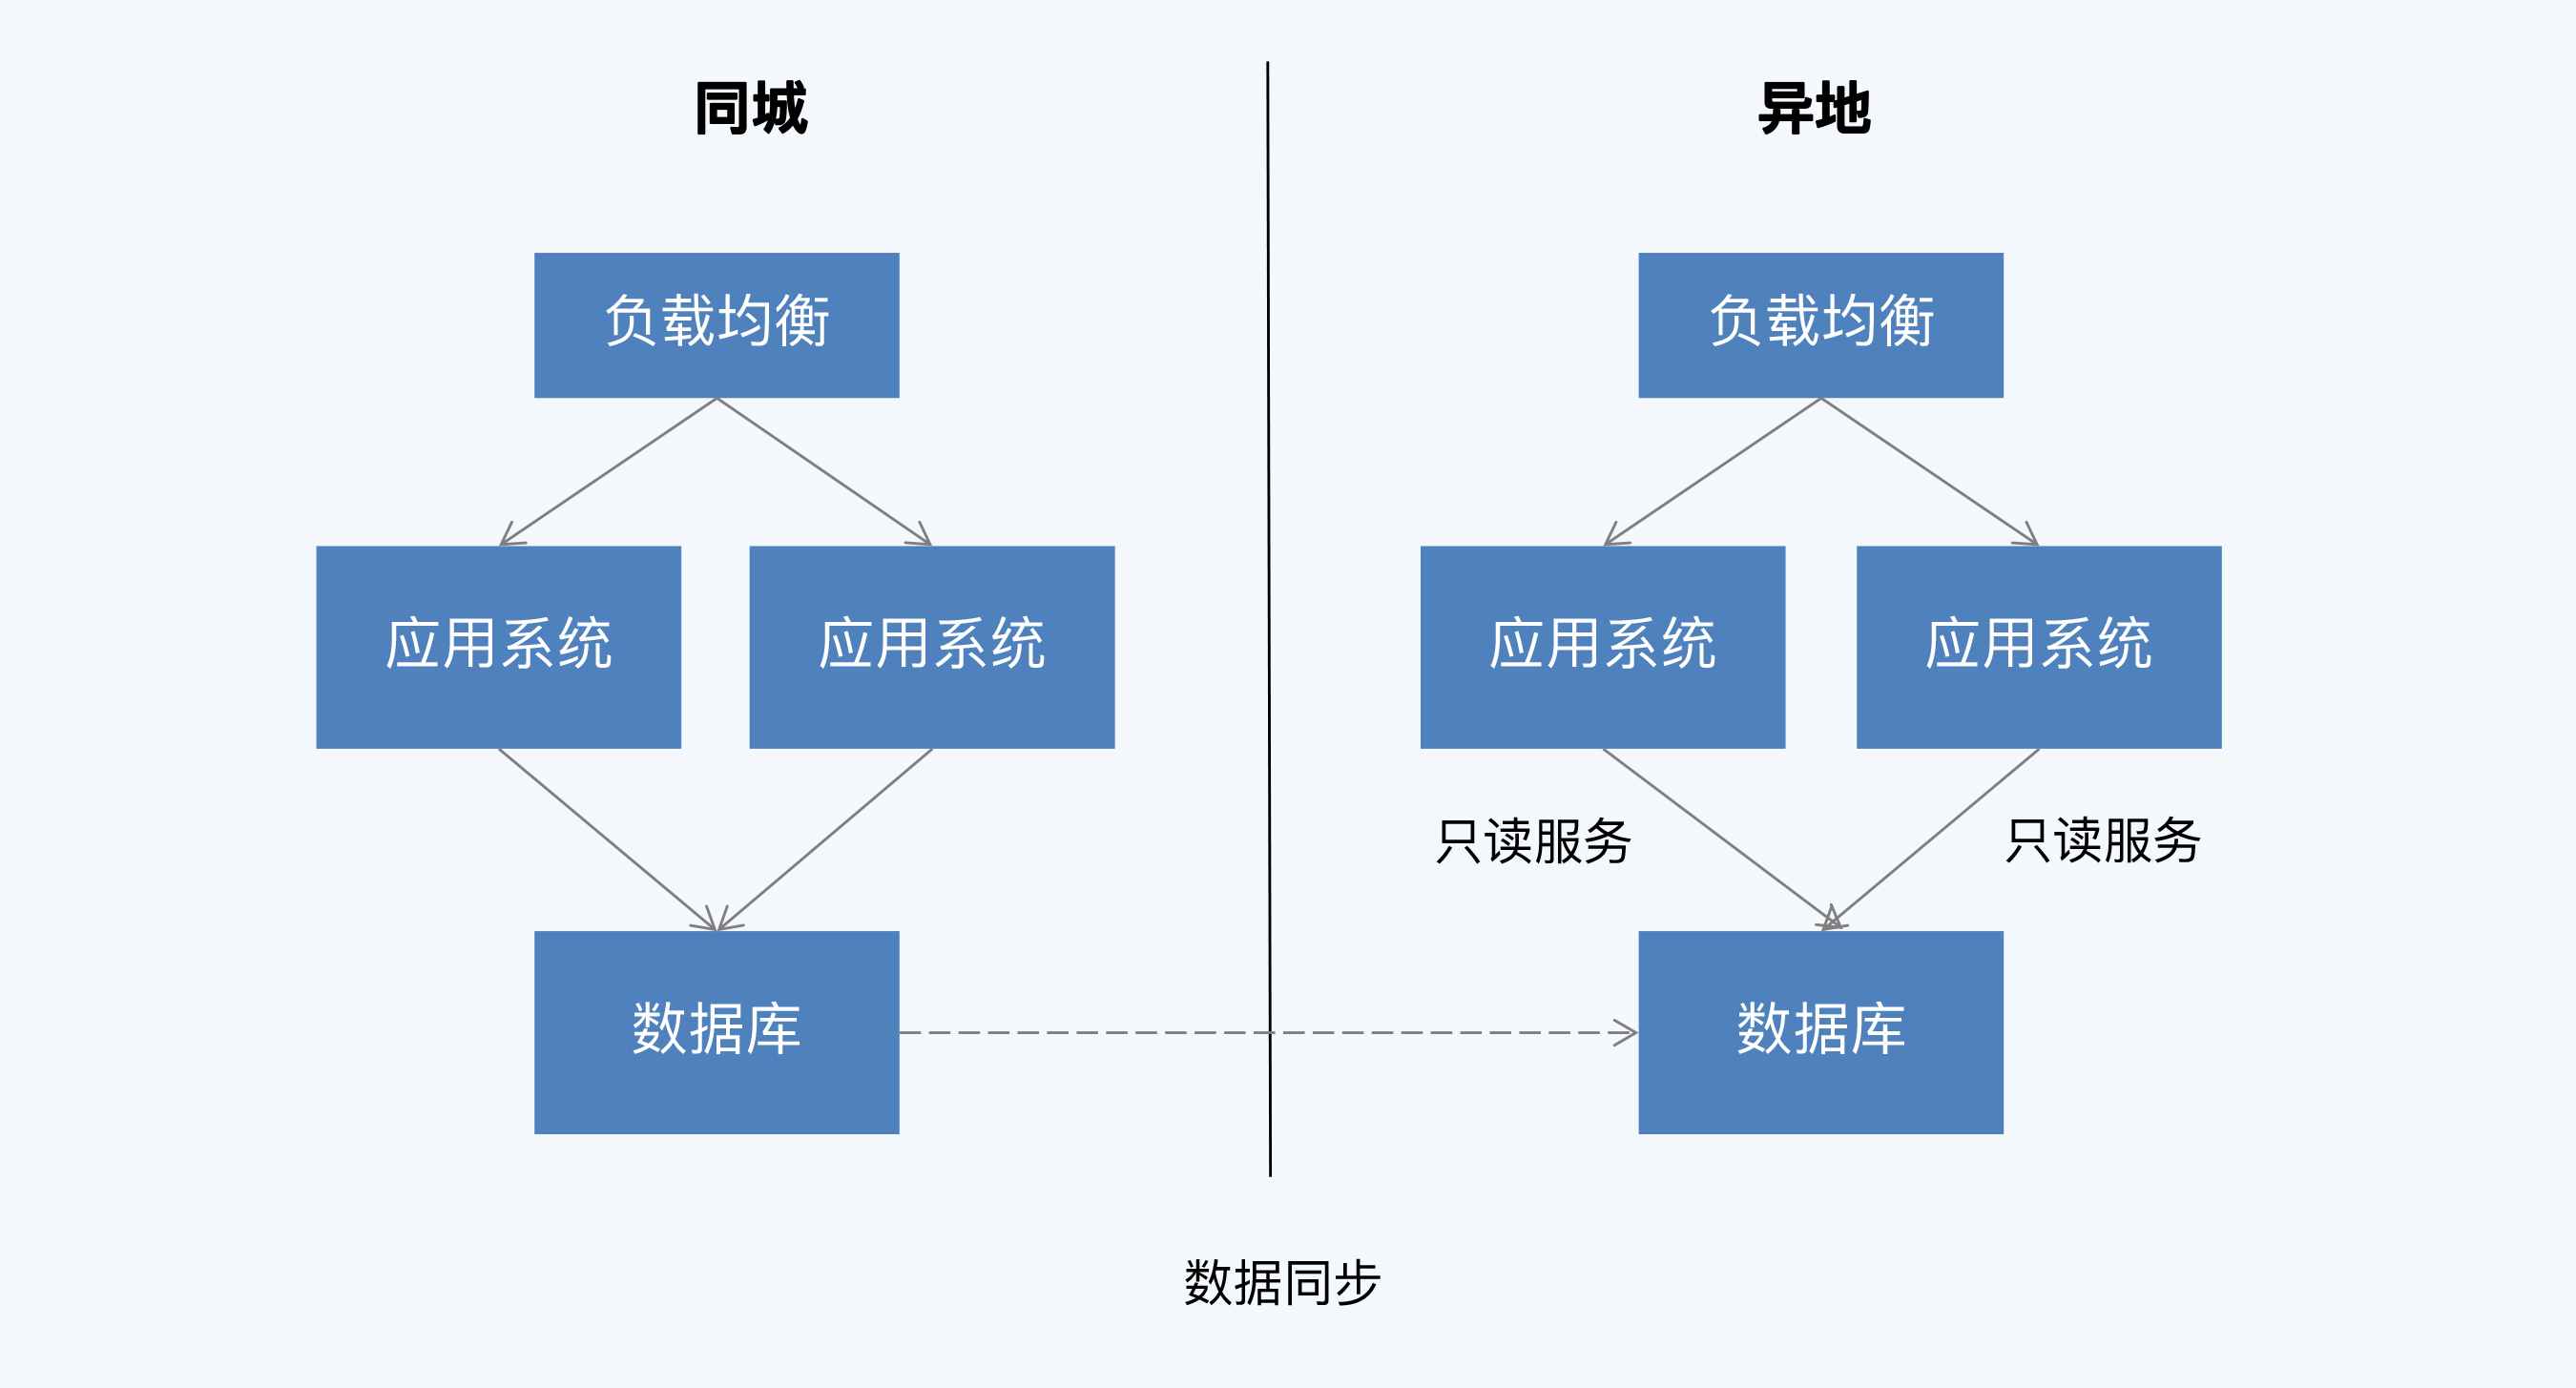 同城
异地
负载均衡
负载均衡
应用系统
应用系统
应用系统
应用系统
只读服务
只读服务
数据库
数据库
数据同步